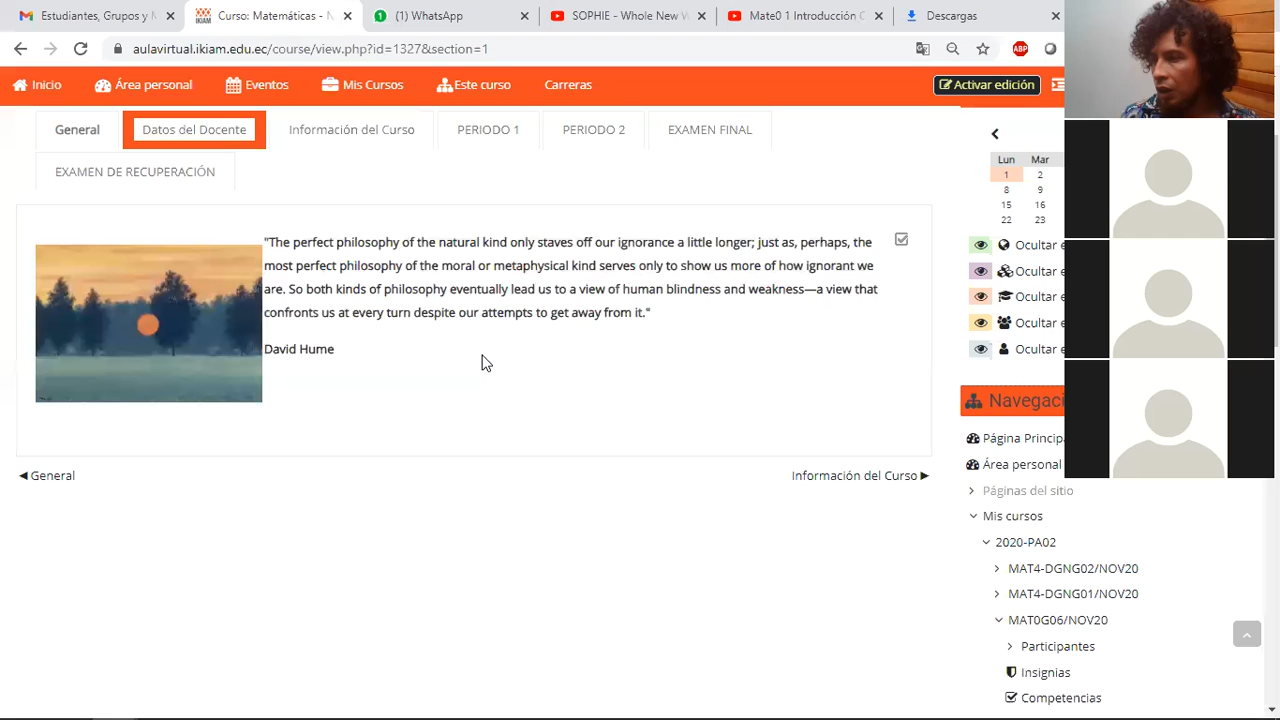 Estudiantes, Grupos y M
Curso: Matemáticas -
(1) WhatsApp
SOPHIE - Whole New
Mate0 1 Introducción
Descargas
aulavirtual.ikiam.edu.ec/course/view.php?id=1327&section=1
ABP
Inicio
Área personal
Eventos
Mis Cursos
Este curso
Carreras
Activar edición
General
Datos del Docente
Información del Curso
PERIODO 1
PERIODO 2
EXAMEN FINAL
EXAMEN DE RECUPERACIÓN
"The perfect philosophy of the natural kind only staves off our ignorance a little longer; just as, perhaps, the
most perfect philosophy of the moral or metaphysical kind serves only to show us more of how ignorant we
are. So both kinds of philosophy eventually lead us to a view of human blindness and weakness—a view that
confronts us at every turn despite our attempts to get away from it."
David Hume
General
Información del Curso
Lun Mar
1 2
8 9
15 16
22 23
Ocultar e
Ocultar e
Ocultar e
Ocultar e
Ocultar e
Navegaci
Página Principa
Área personal
Páginas del sitio
Mis cursos
2020-PA02
MAT4-DGNG02/NOV20
MAT4-DGNG01/NOV20
MAT0G06/NOV20
Participantes
Insignias
Competencias